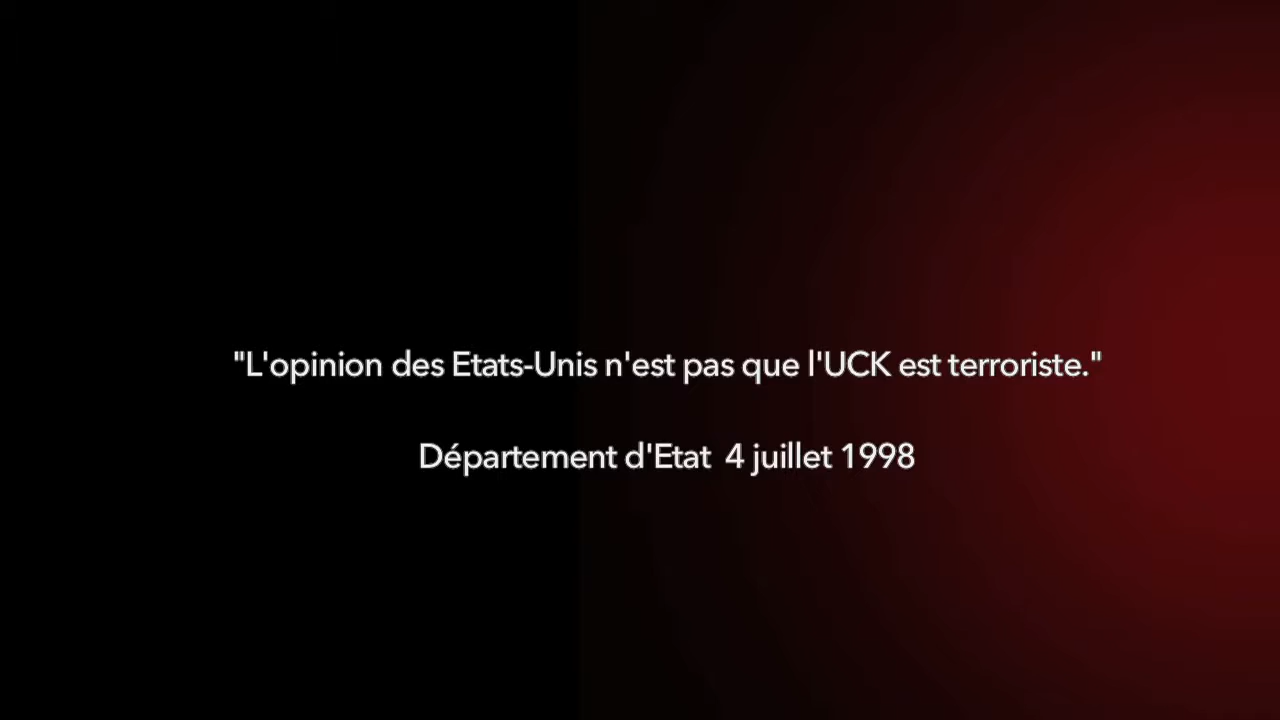 "L'opinion des Etats-Unis n'est pas que l'UCK est terroriste."
Département d'Etat 4 juillet 1998